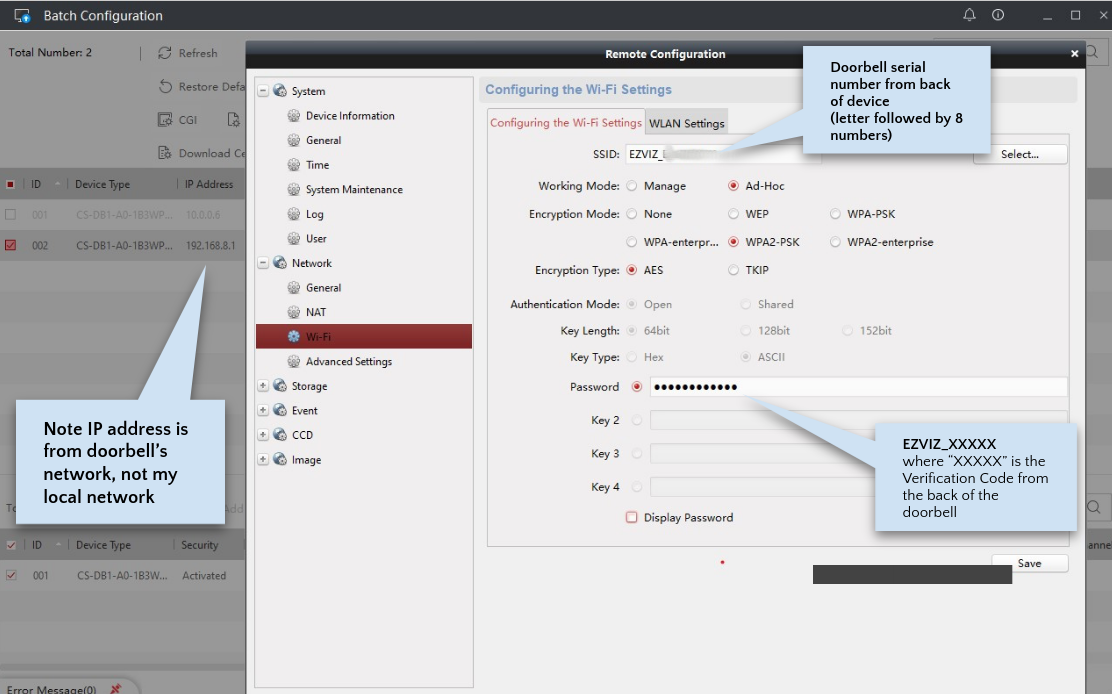 Batch Configuration
Total Number: 2
Refresh
Restore Defa
CGI
Download Ce
ID
Device Type
IP Address
001
CS-DB1-A0-1B3WP...
10.0.0.6
002
CS-DB1-A0-1B3WP...
192.168.8.1
Note IP address is
from doorbell's
network, not my
local network
Add
ID
Device Type
Security
001
CS-DB1-A0-1B3W...
Activated
Error Message(0)
Remote Configuration
System
Device Information
General
Time
System Maintenance
Log
User
Network
General
NAT
Wi-Fi
Advanced Settings
Storage
Event
CCD
Image
Configuring the Wi-Fi Settings
Configuring the Wi-Fi Settings
WLAN Settings
Doorbell serial
number from back
of device
(letter followed by 8
numbers)
SSID:
EZVIZ_
Select...
Working Mode:
Manage
Ad-Hoc
Encryption Mode:
None
WEP
WPA-PSK
WPA-enterpr...
WPA2-PSK
WPA2-enterprise
Encryption Type:
AES
TKIP
Authentication Mode:
Open
Shared
Key Length:
64bit
128bit
152bit
Key Type:
Hex
ASCII
Password
••••••••••••
Key 2
Key 3
Key 4
EZVIZ_XXXXX
where "XXXXX" is the
Verification Code from
the back of the
doorbell
Display Password
Save
anne